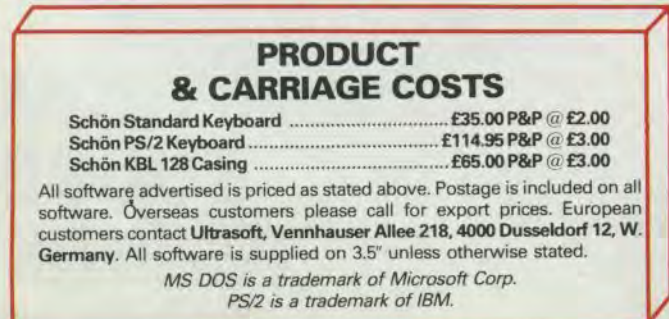 PRODUCT
& CARRIAGE COSTS
Schön Standard Keyboard ................................ £35.00 P&P @ £2.00
Schön PS/2 Keyboard........................................ £114.95 P&P @ £3.00
Schön KBL 128 Casing ..................................... £65.00 P&P @ £3.00
All software advertised is priced as stated above. Postage is included on all
software. Overseas customers please call for export prices. European
customers contact Ultrasoft, Vennhauser Allee 218, 4000 Dusseldorf 12, W.
Germany. All software is supplied on 3.5" unless otherwise stated.
MS DOS is a trademark of Microsoft Corp.
PS/2 is a trademark of IBM.